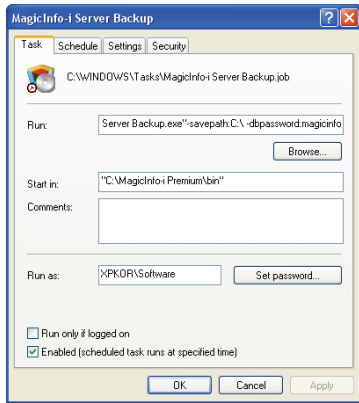 MagicInfo-i Server Backup
Task Schedule Settings Security
C:\WINDOWS\Tasks\MagicInfo-i Server Backup.job
Run: Server Backup.exe"-savepath:C:\ -dbpassword:magicinfo
Browse...
Start in: "C:\MagicInfo-i Premium\bin"
Comments:
Run as: XPKOR\Software Set password...
Run only if logged on
Enabled (scheduled task runs at specified time)
OK Cancel Apply